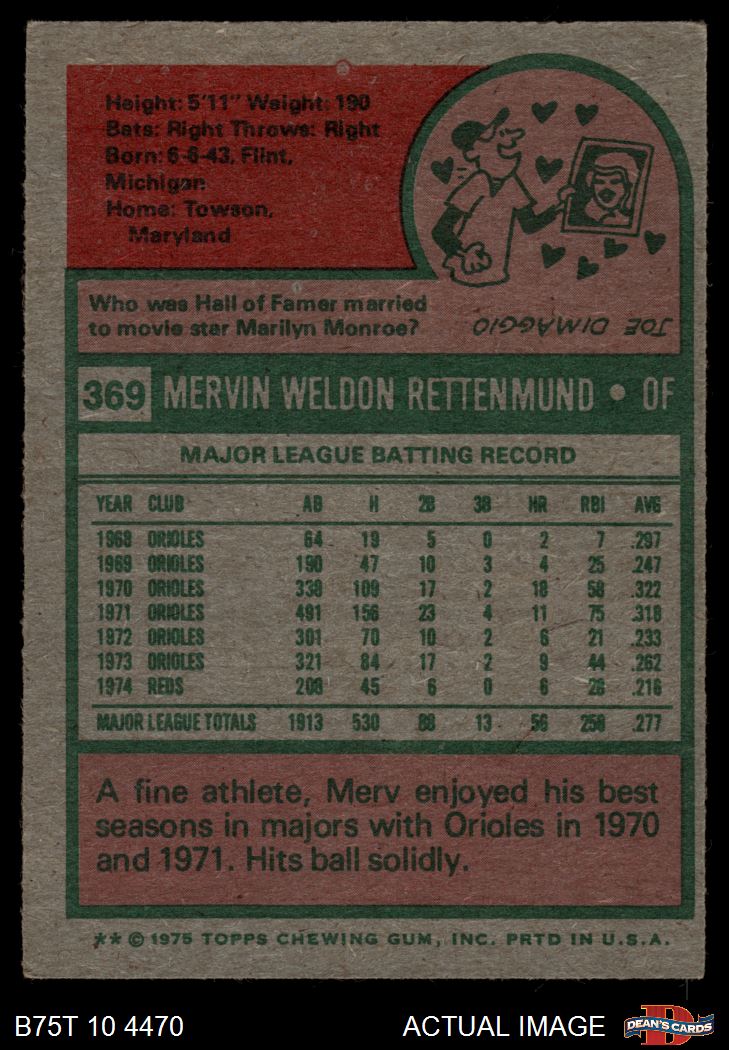 Height: 5'11" Weight: 190
Bats: Right Throws: Right
Born: 6-6-43, Flint,
Michigan
Home: Towson,
Maryland
Who was Hall of Famer married
to movie star Marilyn Monroe?
JOE DIMAGGIO
369 MERVIN WELDON RETTENMUND • OF
MAJOR LEAGUE BATTING RECORD
YEAR CLUB AB H 2B 3B HR RBI AVG
1968 ORIOLES 64 19 5 0 2 7 .297
1969 ORIOLES 190 47 10 3 4 25 .247
1970 ORIOLES 338 109 17 2 18 58 .322
1971 ORIOLES 491 156 23 4 11 75 .318
1972 ORIOLES 301 70 10 2 6 21 .233
1973 ORIOLES 321 84 17 2 9 44 .262
1974 REDS 208 45 6 0 6 28 .216
MAJOR LEAGUE TOTALS 1913 530 88 13 56 258 .277
A fine athlete, Merv enjoyed his best
seasons in majors with Orioles in 1970
and 1971. Hits ball solidly.
** © 1975 TOPPS CHEWING GUM, INC. PRTD IN U.S.A.
B75T 10 4470 ACTUAL IMAGE DEAN'S CARDS